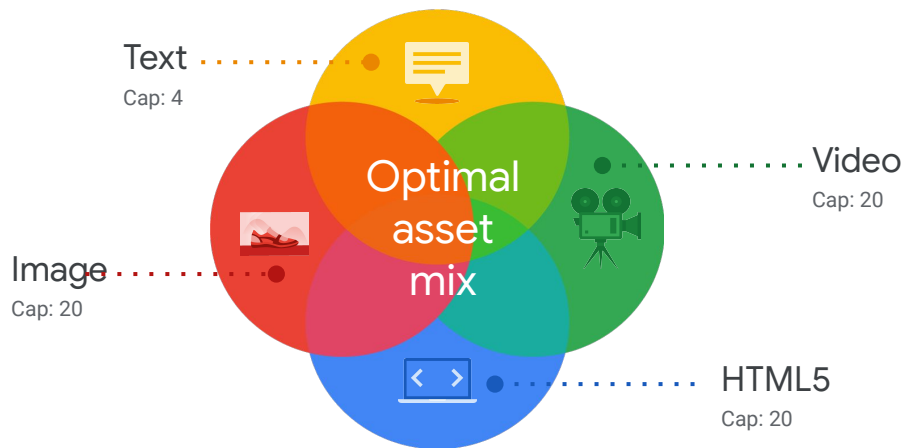 Text
Cap: 4
Optimal
asset
mix
Video
Cap: 20
Image
Cap: 20
HTML5
Cap: 20